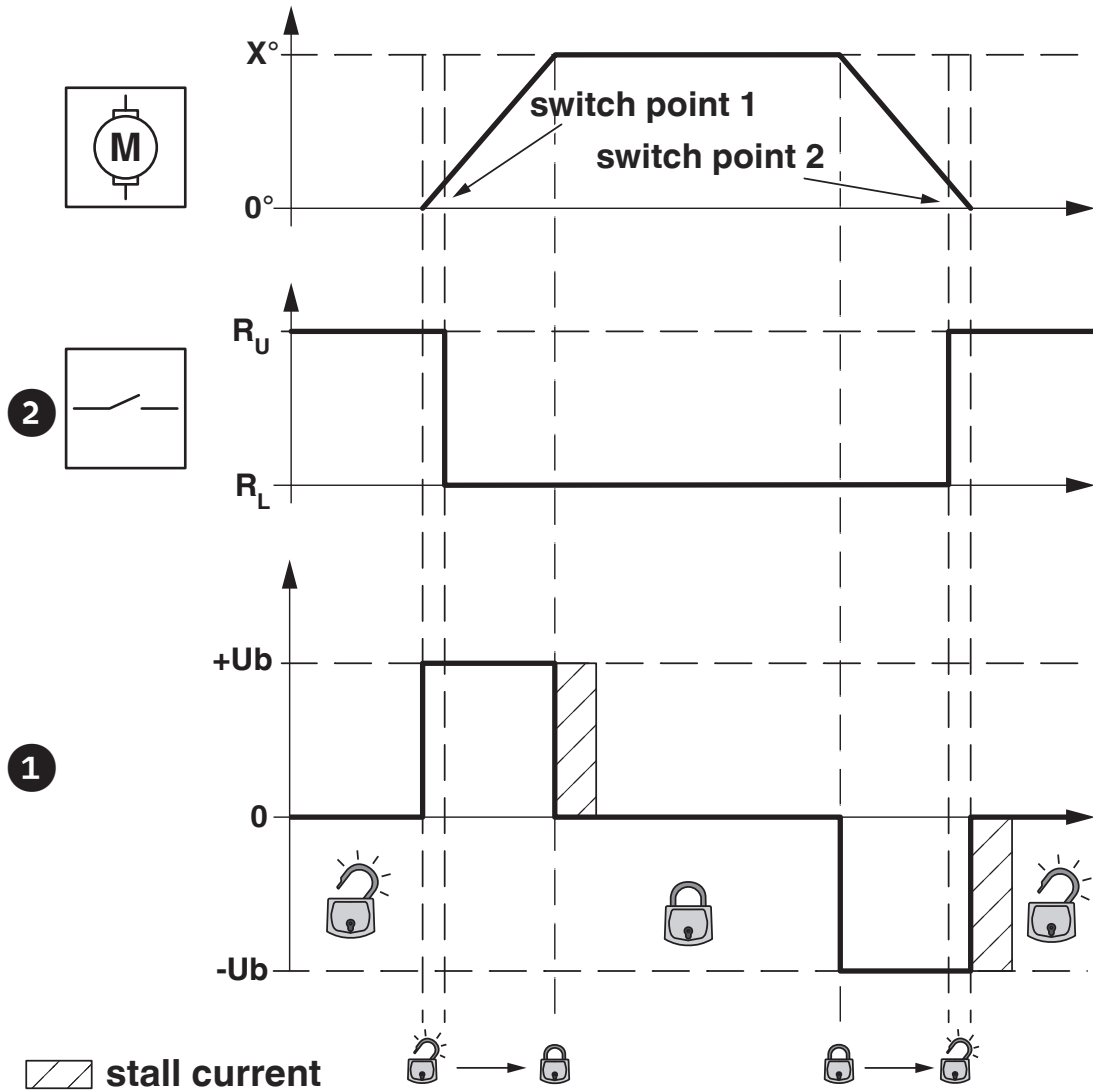 X°
switch point 1
M
switch point 2
0°
R_U
2
R_L
+Ub
1
0
-Ub
stall current